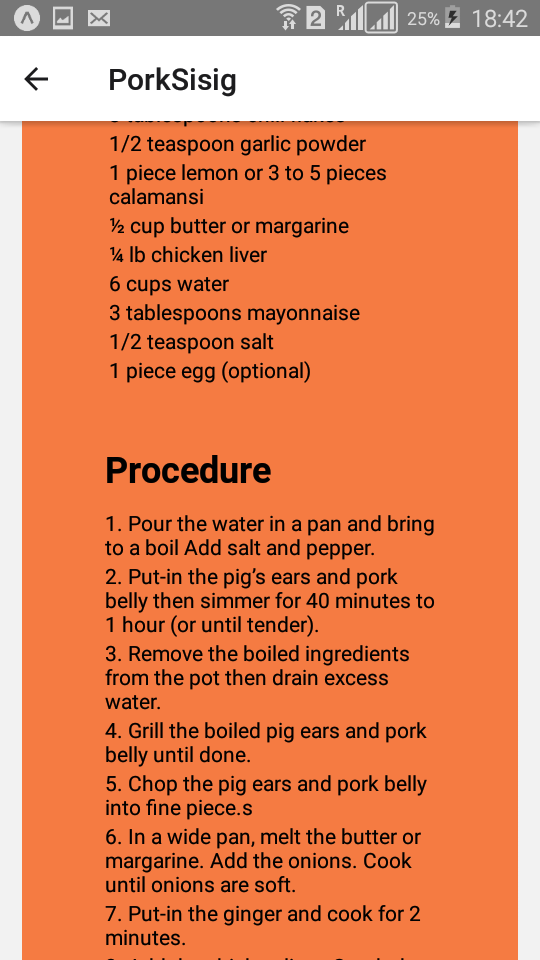 R
2
25%
18:42
PorkSisig
1/2 teaspoon garlic powder
1 piece lemon or 3 to 5 pieces
calamansi
½ cup butter or margarine
¼ lb chicken liver
6 cups water
3 tablespoons mayonnaise
1/2 teaspoon salt
1 piece egg (optional)
Procedure
1. Pour the water in a pan and bring
to a boil Add salt and pepper.
2. Put-in the pig’s ears and pork
belly then simmer for 40 minutes to
1 hour (or until tender).
3. Remove the boiled ingredients
from the pot then drain excess
water.
4. Grill the boiled pig ears and pork
belly until done.
5. Chop the pig ears and pork belly
into fine piece.s
6. In a wide pan, melt the butter or
margarine. Add the onions. Cook
until onions are soft.
7. Put-in the ginger and cook for 2
minutes.